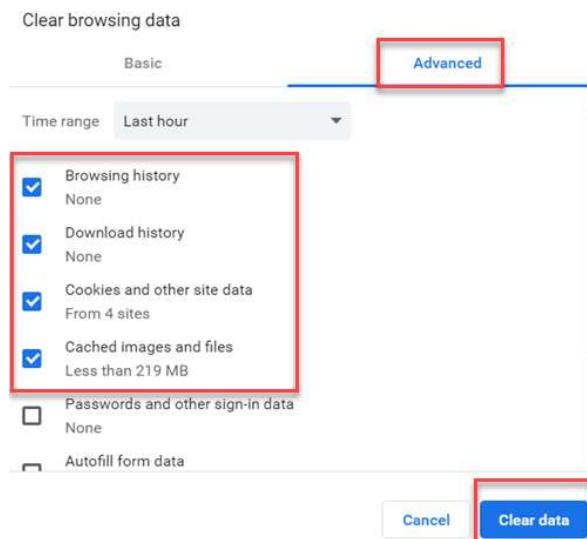 Clear browsing data
Basic
Advanced
Time range
Last hour
Browsing history
None
Download history
None
Cookies and other site data
From 4 sites
Cached images and files
Less than 219 MB
Passwords and other sign-in data
None
Autofill form data
Cancel
Clear data